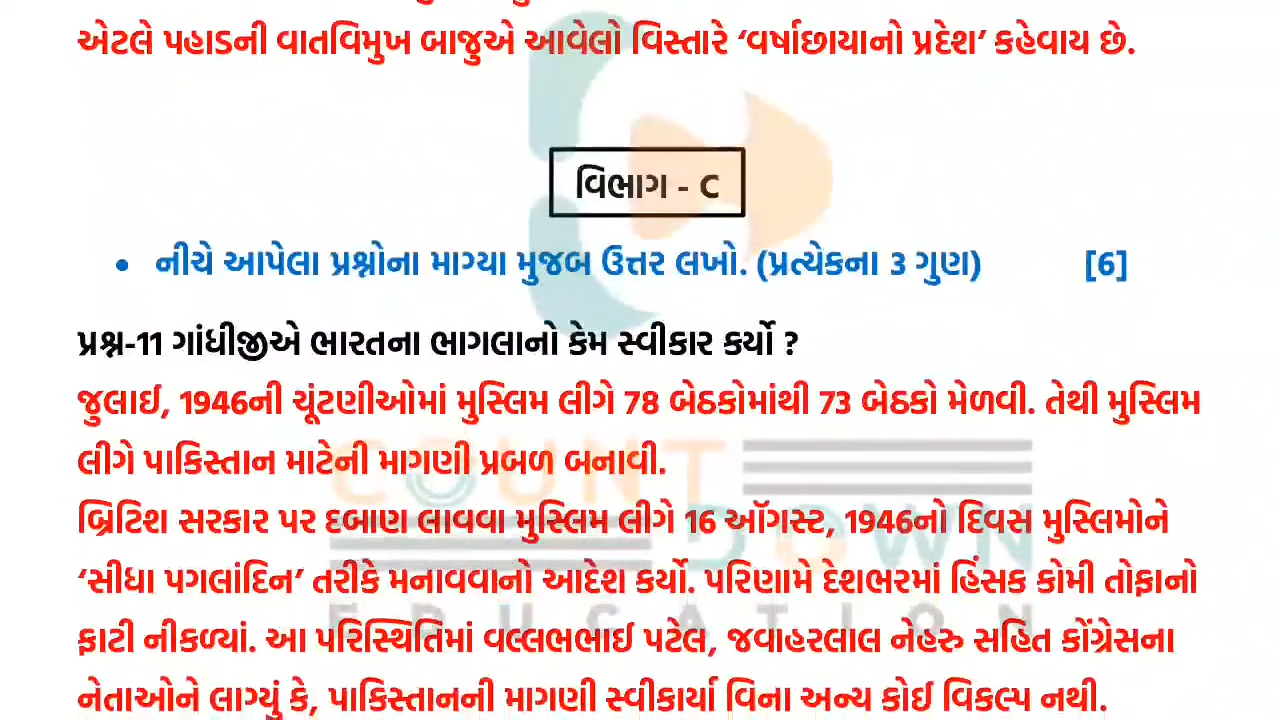 એટલે પહાડની વાતવિમુખ બાજુએ આવેલો વિસ્તારે ‘વર્ષાછાયાનો પ્રદેશ’ કહેવાય છે.
વિભાગ - C
• નીચે આપેલા પ્રશ્નોના માગ્યા મુજબ ઉત્તર લખો. (પ્રત્યેકના 3 ગુણ) [6]
પ્રશ્ન-11 ગાંધીજીએ ભારતના ભાગલાનો કેમ સ્વીકાર કર્યો ?
જુલાઈ, 1946ની ચૂંટણીઓમાં મુસ્લિમ લીગે 78 બેઠકોમાંથી 73 બેઠકો મેળવી. તેથી મુસ્લિમ
લીગે પાકિસ્તાન માટેની માગણી પ્રબળ બનાવી.
બ્રિટિશ સરકાર પર દબાણ લાવવા મુસ્લિમ લીગે 16 ઑગસ્ટ, 1946નો દિવસ મુસ્લિમોને
‘સીધા પગલાંદિન’ તરીકે મનાવવાનો આદેશ કર્યો. પરિણામે દેશભરમાં હિંસક કોમી તોફાનો
ફાટી નીકળ્યાં. આ પરિસ્થિતિમાં વલ્લભભાઈ પટેલ, જવાહરલાલ નેહરુ સહિત કોંગ્રેસના
નેતાઓને લાગ્યું કે, પાકિસ્તાનની માગણી સ્વીકાર્યા વિના અન્ય કોઈ વિકલ્પ નથી.
COUNT
DOWN
EDUCATION